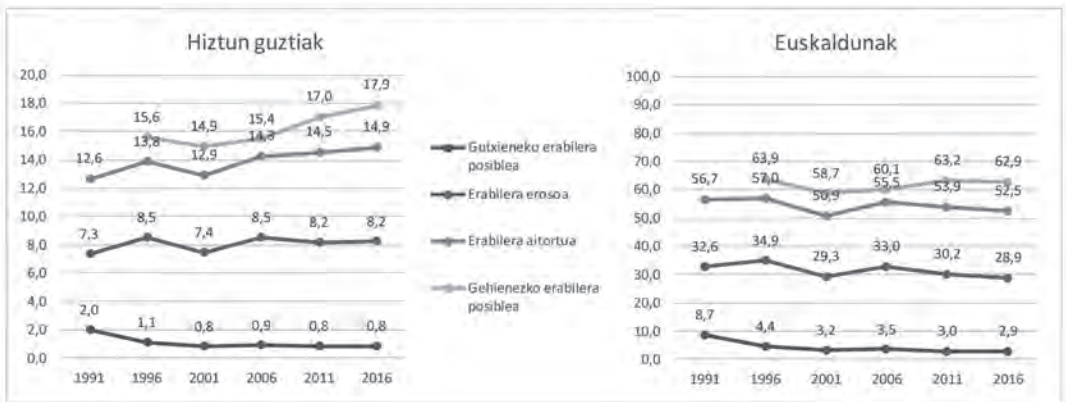 Hiztun guztiak
20,0
18,0
16,0
14,0
12,0
10,0
8,0
6,0
4,0
2,0
0,0
15,6 14,9 15,4 17,0 17,9
12,6 13,8 12,9 14,3 14,5 14,9
7,3 8,5 7,4 8,5 8,2 8,2
2,0 1,1 0,8 0,9 0,8 0,8
1991 1996 2001 2006 2011 2016
Gutxieneko erabilera
posiblea
Erabilera erosoa
Erabilera aitortua
Gehienezko erabilera
posiblea
Euskaldunak
100,0
90,0
80,0
70,0
60,0
50,0
40,0
30,0
20,0
10,0
0,0
63,9 58,7 60,1 63,2 62,9
56,7 57,0 50,9 55,5 53,9 52,5
32,6 34,9 29,3 33,0 30,2 28,9
8,7 4,4 3,2 3,5 3,0 2,9
1991 1996 2001 2006 2011 2016